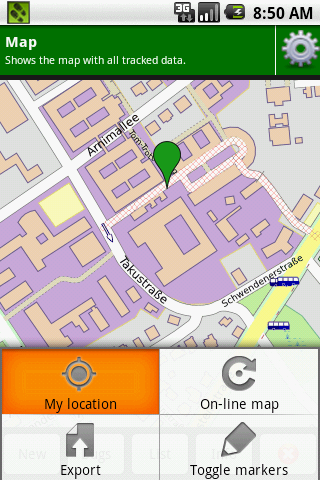 3G
8:50 AM
Map
Shows the map with all tracked data.
Arnimallee
Takustraße
Schwendenerstraße
My location
On-line map
New
List
Export
Toggle markers